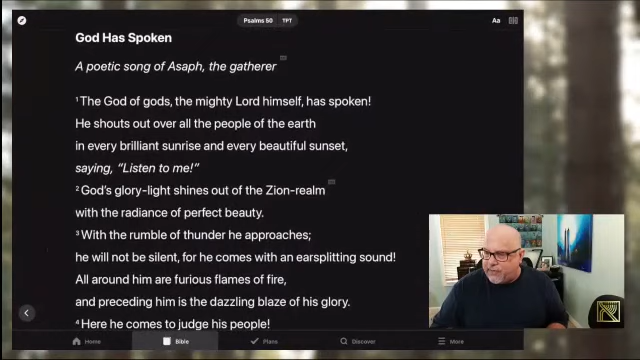 Psalms 50 TPT
Aa
God Has Spoken
A poetic song of Asaph, the gatherer
1 The God of gods, the mighty Lord himself, has spoken!
He shouts out over all the people of the earth
in every brilliant sunrise and every beautiful sunset,
saying, “Listen to me!”
2 God’s glory-light shines out of the Zion-realm
with the radiance of perfect beauty.
3 With the rumble of thunder he approaches;
he will not be silent, for he comes with an earsplitting sound!
All around him are furious flames of fire,
and preceding him is the dazzling blaze of his glory.
4 Here he comes to judge his people!
Home Bible Plans Discover More